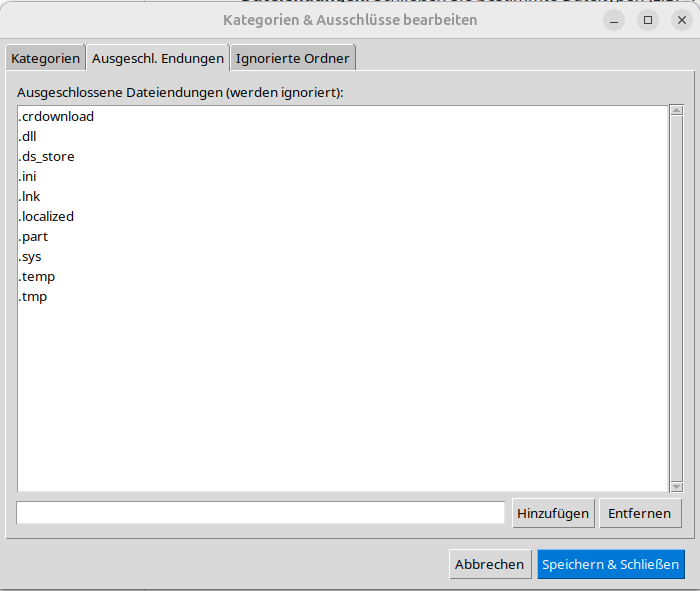 Kategorien & Ausschlüsse bearbeiten
Kategorien
Ausgeschl. Endungen
Ignorierte Ordner
Ausgeschlossene Dateiendungen (werden ignoriert):
.crdownload
.dll
.ds_store
.ini
.lnk
.localized
.part
.sys
.temp
.tmp
Hinzufügen
Entfernen
Abbrechen
Speichern & Schließen